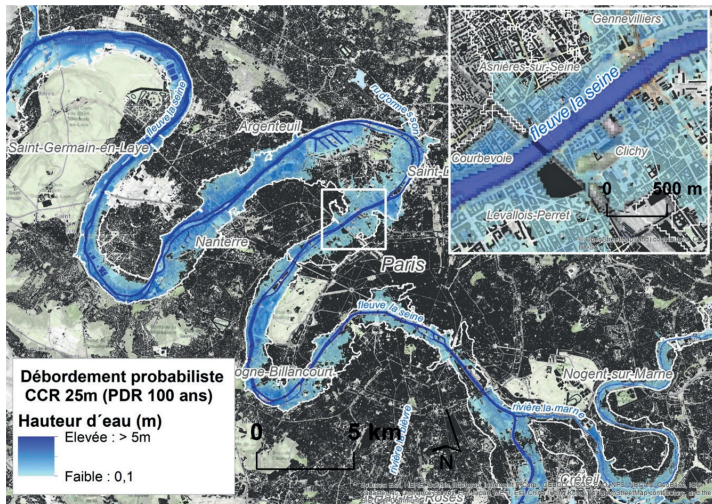 Gennevilliers
Asnières-sur-Seine
fleuve la seine
Courbevoie
Clichy
0 500 m
Levallois-Perret
fleuve la seine
Saint-Germain-en-Laye
Argenteuil
Saint-
Nanterre
Paris
fleuve la seine
ogne-Billancourt
Nogent-sur-Marne
rivière la marne
Créteil
0 5 km
N
Débordement probabiliste
CCR 25m (PDR 100 ans)
Hauteur d´eau (m)
Elevée : > 5m
Faible : 0,1